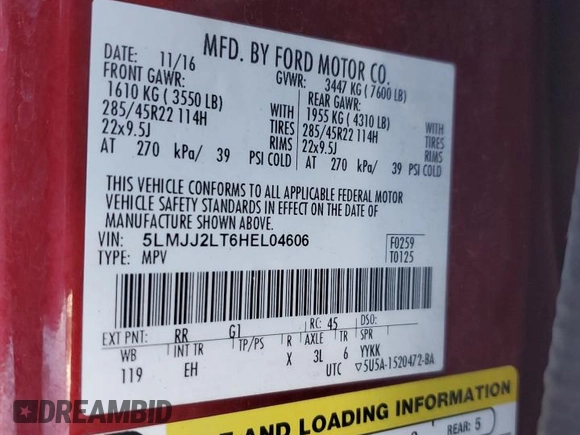 MFD. BY FORD MOTOR CO.
DATE: 11/16 GVWR: 3447 KG ( 7600 LB)
FRONT GAWR: REAR GAWR:
1610 KG ( 3550 LB) WITH 1955 KG ( 4310 LB) WITH
285/45R22 114H TIRES 285/45R22 114H TIRES
22x9.5J RIMS 22x9.5J RIMS
AT 270 kPa/ 39 PSI COLD AT 270 kPa/ 39 PSI COLD
THIS VEHICLE CONFORMS TO ALL APPLICABLE FEDERAL MOTOR
VEHICLE SAFETY STANDARDS IN EFFECT ON THE DATE OF
MANUFACTURE SHOWN ABOVE.
VIN: 5LMJJ2LT6HEL04606 F0259
TYPE: MPV T0125
EXT PNT: RR G1 RC: 45 DSO:
WB INT TR TP/PS R AXLE TR SPR
119 EH X 3L 6 YYKK
UTC ▽5U5A-1520472-BA
AND LOADING INFORMATION
REAR: 5
DREAMBID